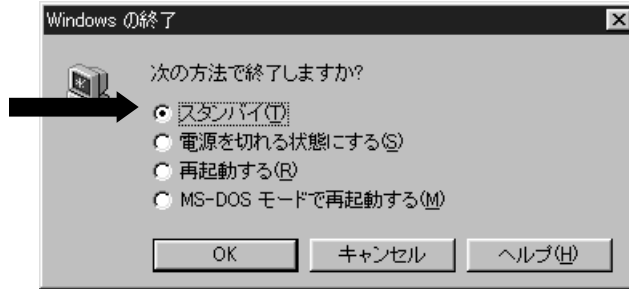 Windows の終了
次の方法で終了しますか?
スタンバイ(T)
電源を切れる状態にする(S)
再起動する(R)
MS-DOS モードで再起動する(M)
OK キャンセル ヘルプ(H)